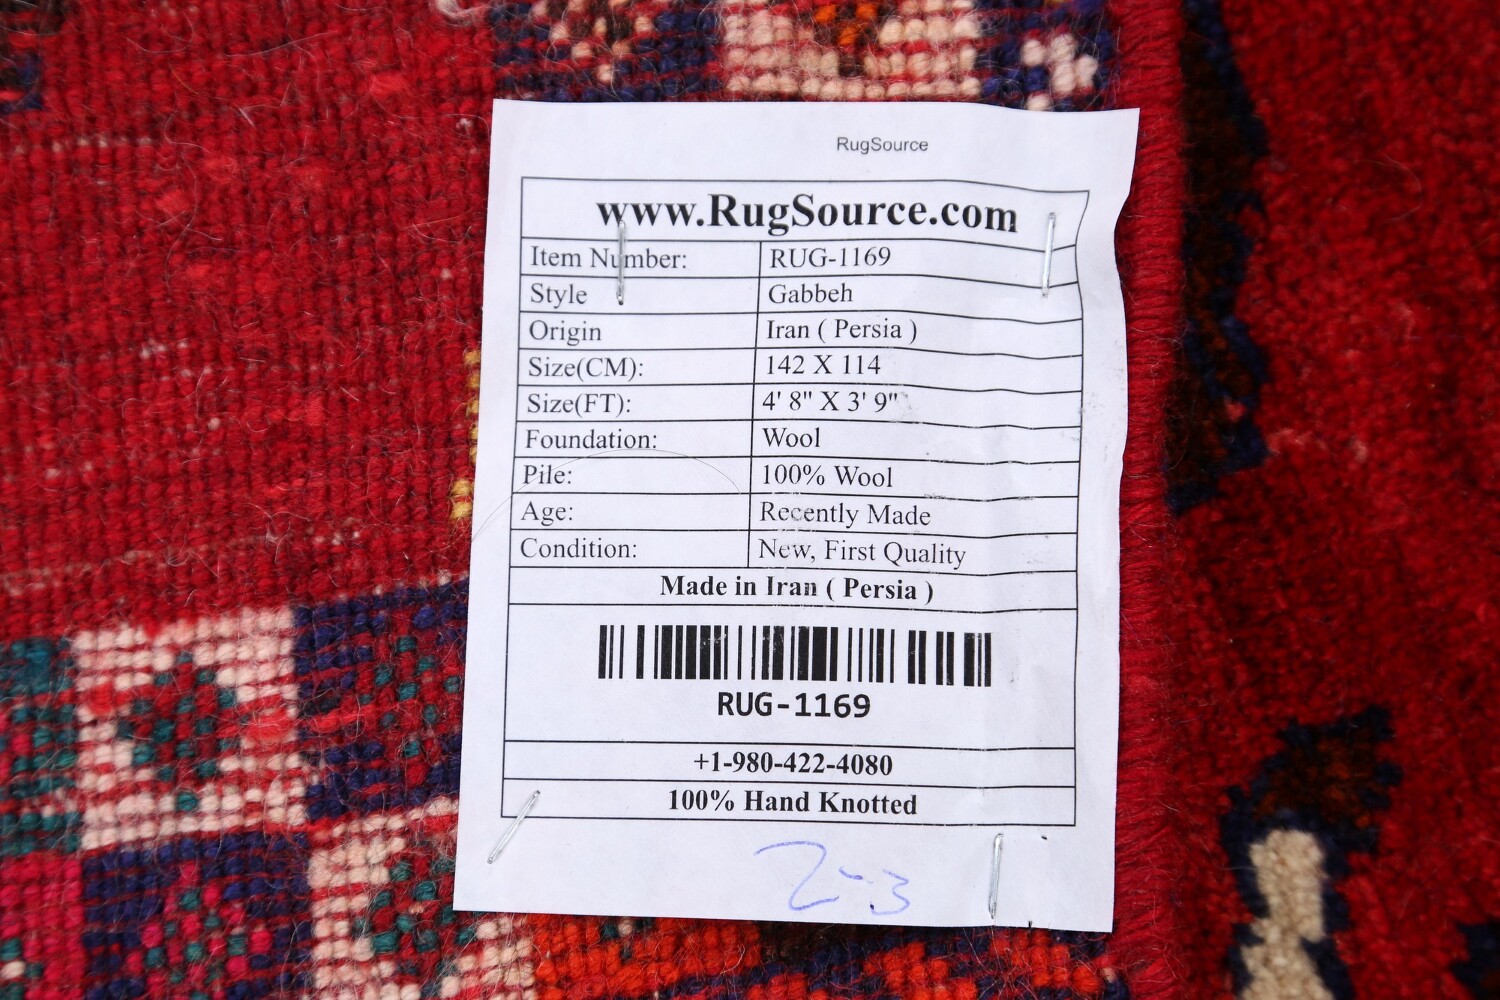 RugSource
www.RugSource.com
Item Number: RUG-1169
Style Gabbeh
Origin Iran ( Persia )
Size(CM): 142 X 114
Size(FT): 4' 8" X 3' 9"
Foundation: Wool
Pile: 100% Wool
Age: Recently Made
Condition: New, First Quality
Made in Iran ( Persia )
RUG-1169
+1-980-422-4080
100% Hand Knotted
2-3